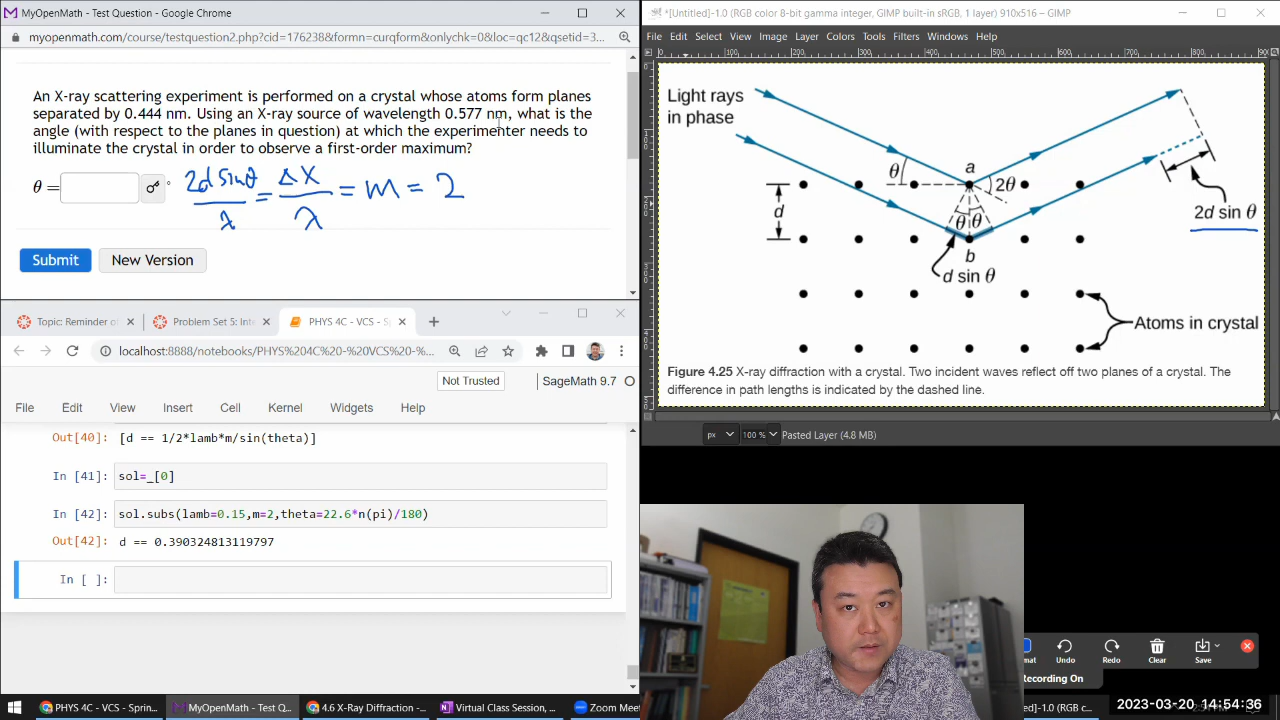 MyOpenMath - Test Question - Google Chrome
myopenmath.com/course/testquestion2.php?cid=176238&formn=curqform&onlychk=0&loc=qc12&qsetid=3...
An X-ray scattering experiment is performed on a crystal whose atoms form planes
separated by 0.444 nm. Using an X-ray source of wavelength 0.577 nm, what is the
angle (with respect to the planes in question) at which the experimenter needs to
illuminate the crystal in order to observe a first-order maximum?
θ =
°
2d sinθ / λ = ΔX / λ = m = 2
Submit
New Version
Topic: Reminder o
Problem Set 5: Int
PHYS 4C - VCS - S
localhost:8888/notebooks/PHYS%204C%20-%20VCS%20-%...
Not Trusted
SageMath 9.7
File Edit View Insert Cell Kernel Widgets Help
Out[40]: [d == 1/2*lamb*m/sin(theta)]
In [41]: sol=_[0]
In [42]: sol.subs(lamb=0.15,m=2,theta=22.6*n(pi)/180)
Out[42]: d == 0.390324813119797
In [ ]:
*[Untitled]-1.0 (RGB color 8-bit gamma integer, GIMP built-in sRGB, 1 layer) 910x516 – GIMP
File Edit Select View Image Layer Colors Tools Filters Windows Help
Light rays
in phase
θ
a
2θ
d
θ θ
b
d sin θ
2d sin θ
Atoms in crystal
Figure 4.25 X-ray diffraction with a crystal. Two incident waves reflect off two planes of a crystal. The
difference in path lengths is indicated by the dashed line.
px
100 %
Pasted Layer (4.8 MB)
mat Undo Redo Clear Save
Recording On
PHYS 4C - VCS - Sprin...
MyOpenMath - Test Q...
4.6 X-Ray Diffraction -...
Virtual Class Session, ...
Zoom Meet
]-1.0 (RGB c...
2023-03-20 14:54:36